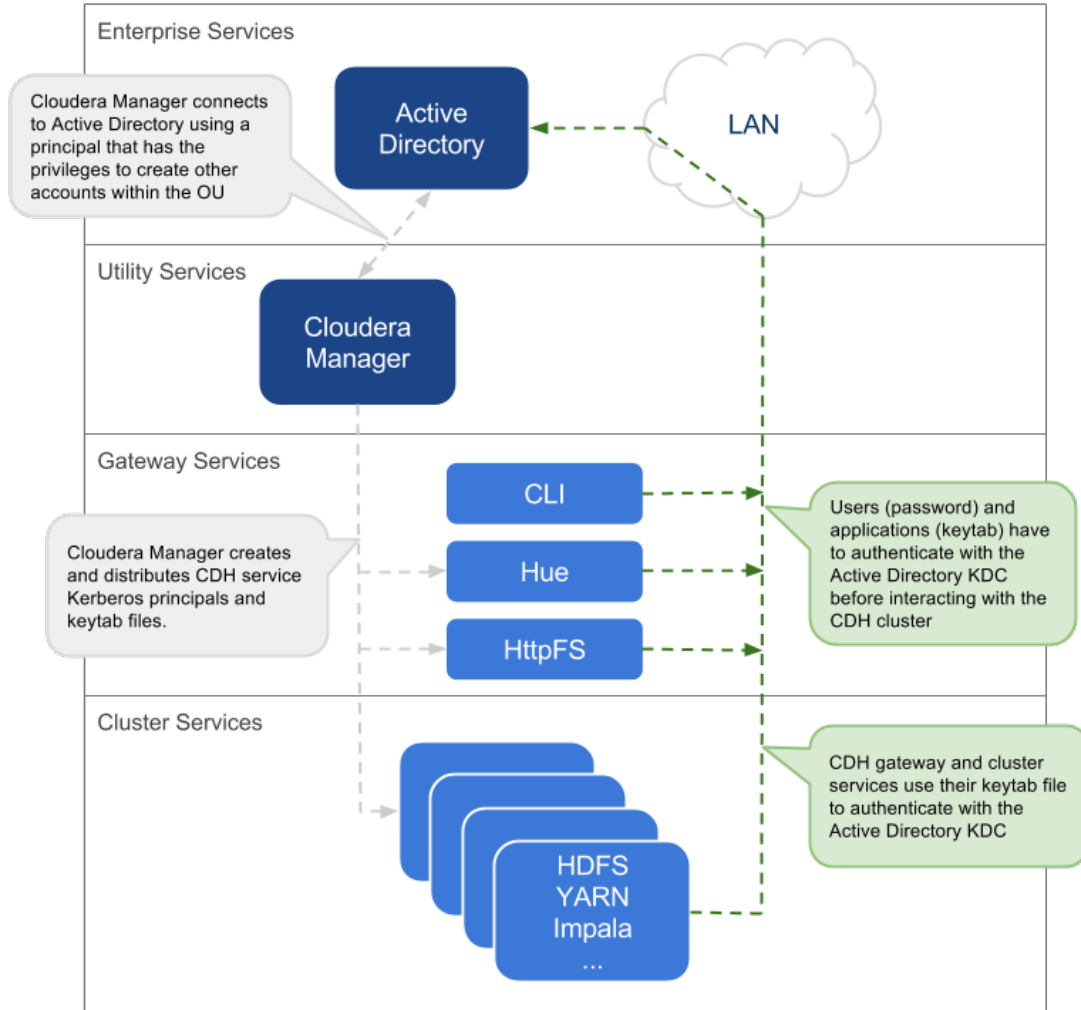 Enterprise Services
Cloudera Manager connects
to Active Directory using a
principal that has the
privileges to create other
accounts within the OU
Active
Directory
LAN
Utility Services
Cloudera
Manager
Gateway Services
CLI
Hue
HttpFS
Cloudera Manager creates
and distributes CDH service
Kerberos principals and
keytab files.
Users (password) and
applications (keytab) have
to authenticate with the
Active Directory KDC
before interacting with the
CDH cluster
Cluster Services
HDFS
YARN
Impala
...
CDH gateway and cluster
services use their keytab file
to authenticate with the
Active Directory KDC